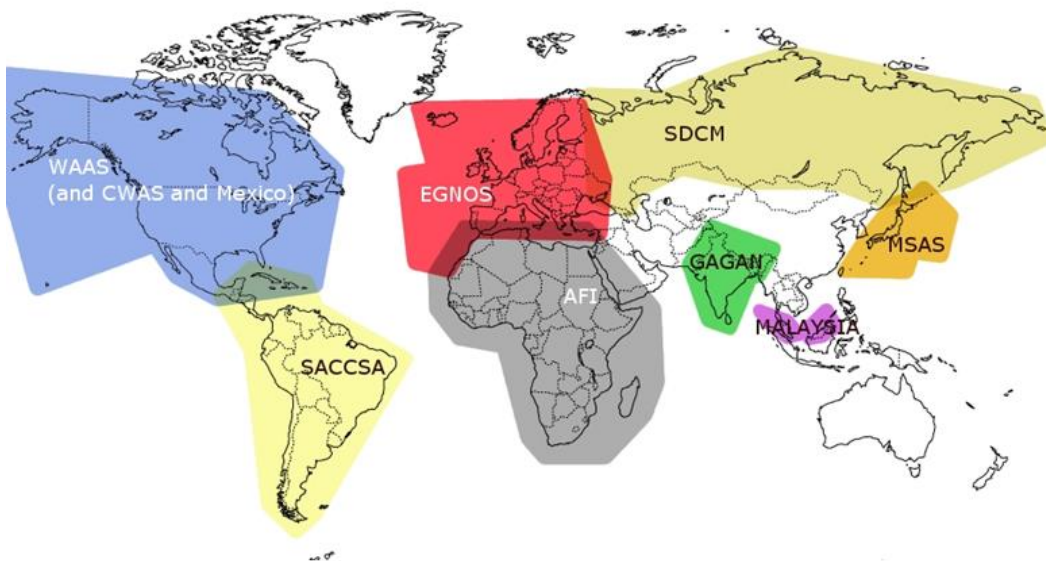 SDCM
WAAS
(and CWAS and Mexico)
EGNOS
MSAS
GAGAN
AFI
MALAYSIA
SACCSA